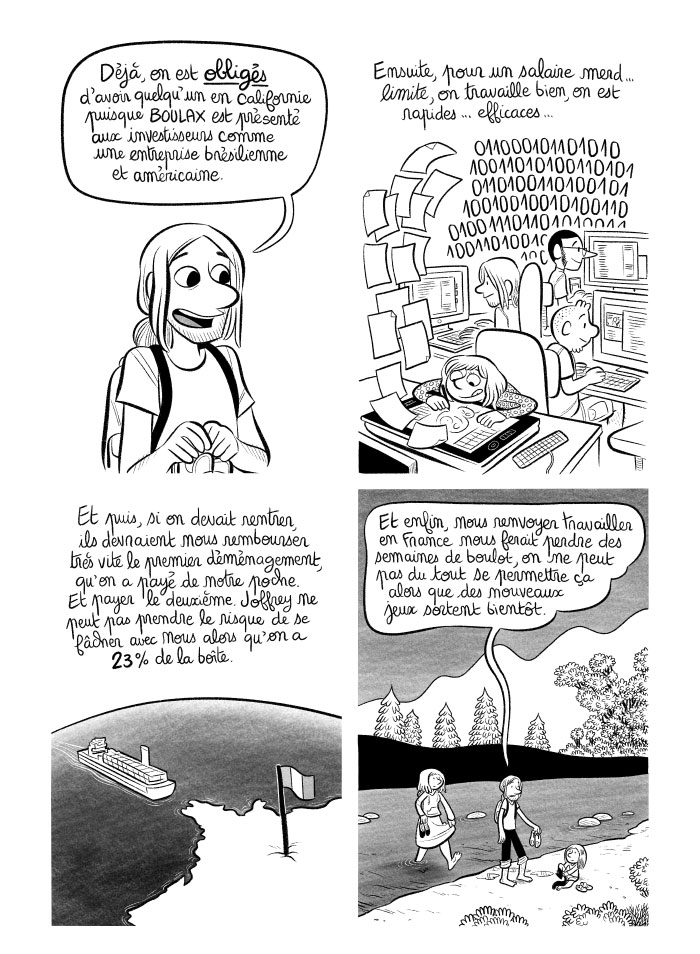 Déjà, on est obligés
d'avoir quelqu'un en Californie
puisque BOULAX est présenté
aux investisseurs comme
une entreprise brésilienne
et américaine.
Ensuite, pour un salaire merd...
limité, on travaille bien, on est
rapides... efficaces...
Et puis, si on devait rentrer,
ils devraient nous rembourser
très vite le premier déménagement,
qu'on a payé de notre poche.
Et payer le deuxième. Joffrey ne
peut pas prendre le risque de se
fâcher avec nous alors qu'on a
23% de la boîte.
Et enfin, nous renvoyer travailler
en France nous ferait perdre des
semaines de boulot, on ne peut
pas du tout se permettre ça
alors que des nouveaux
jeux sortent bientôt.